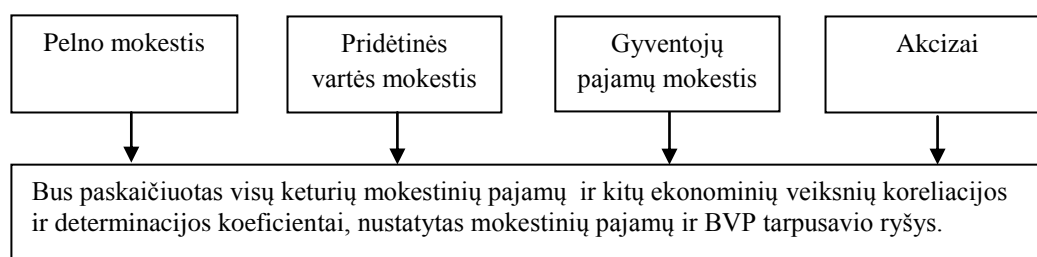 Pelno mokestis
Pridėtinės
vartės mokestis
Gyventojų
pajamų mokestis
Akcizai
Bus paskaičiuotas visų keturių mokestinių pajamų ir kitų ekonominių veiksnių koreliacijos
ir determinacijos koeficientai, nustatytas mokestinių pajamų ir BVP tarpusavio ryšys.